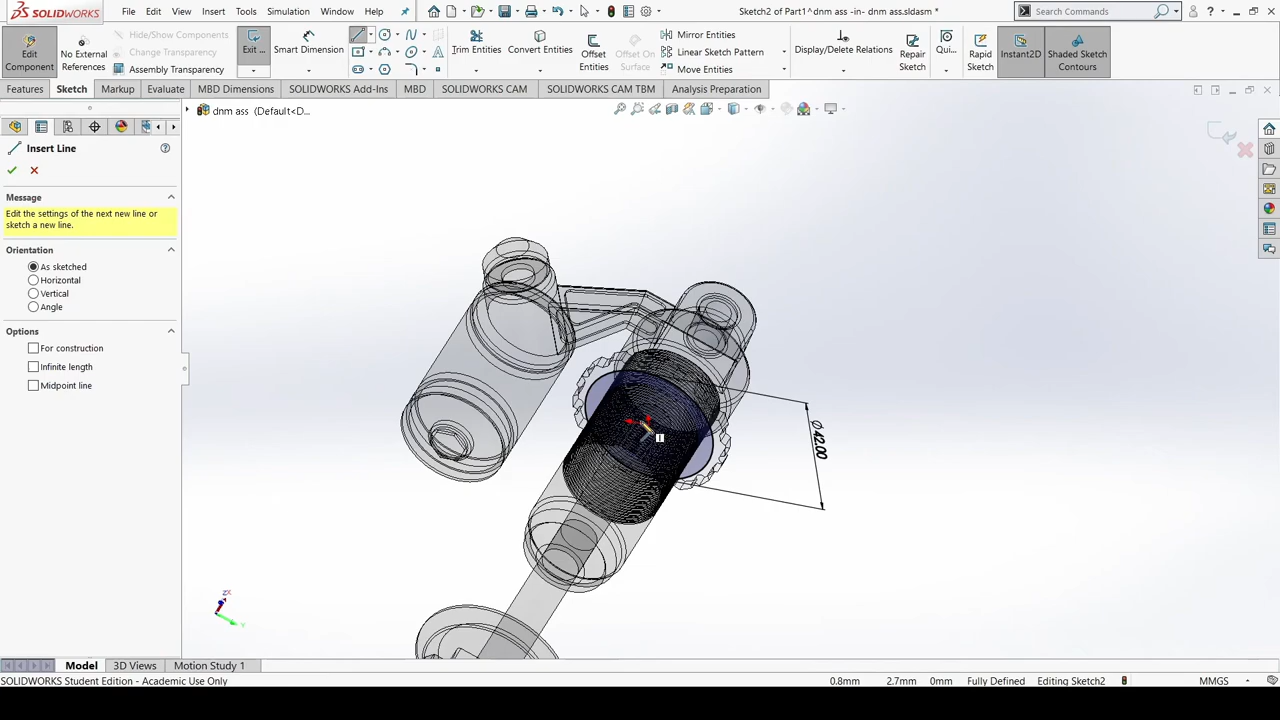 SOLIDWORKS
File Edit View Insert Tools Window Help
Sketch2 of Part1^dnm ass -in- dnm ass.sldasm *
Search Commands
Edit Component
No External References
Hide/Show Components
Change Transparency
Assembly Transparency
Exit ...
Smart Dimension
Trim Entities
Convert Entities
Offset Entities
Offset On Surface
Mirror Entities
Linear Sketch Pattern
Move Entities
Display/Delete Relations
Repair Sketch
Qui...
Rapid Sketch
Instant2D
Shaded Sketch Contours
Features Sketch Markup Evaluate MBD Dimensions SOLIDWORKS Add-Ins MBD SOLIDWORKS CAM SOLIDWORKS CAM TBM Analysis Preparation
dnm ass (Default<D...
Insert Line
Message
Edit the settings of the next new line or
sketch a new line.
Orientation
As sketched
Horizontal
Vertical
Angle
Options
For construction
Infinite length
Midpoint line
Ø42.00
Model 3D Views Motion Study 1
SOLIDWORKS Student Edition - Academic Use Only
0.8mm 2.7mm 0mm Fully Defined Editing Sketch2 MMGS